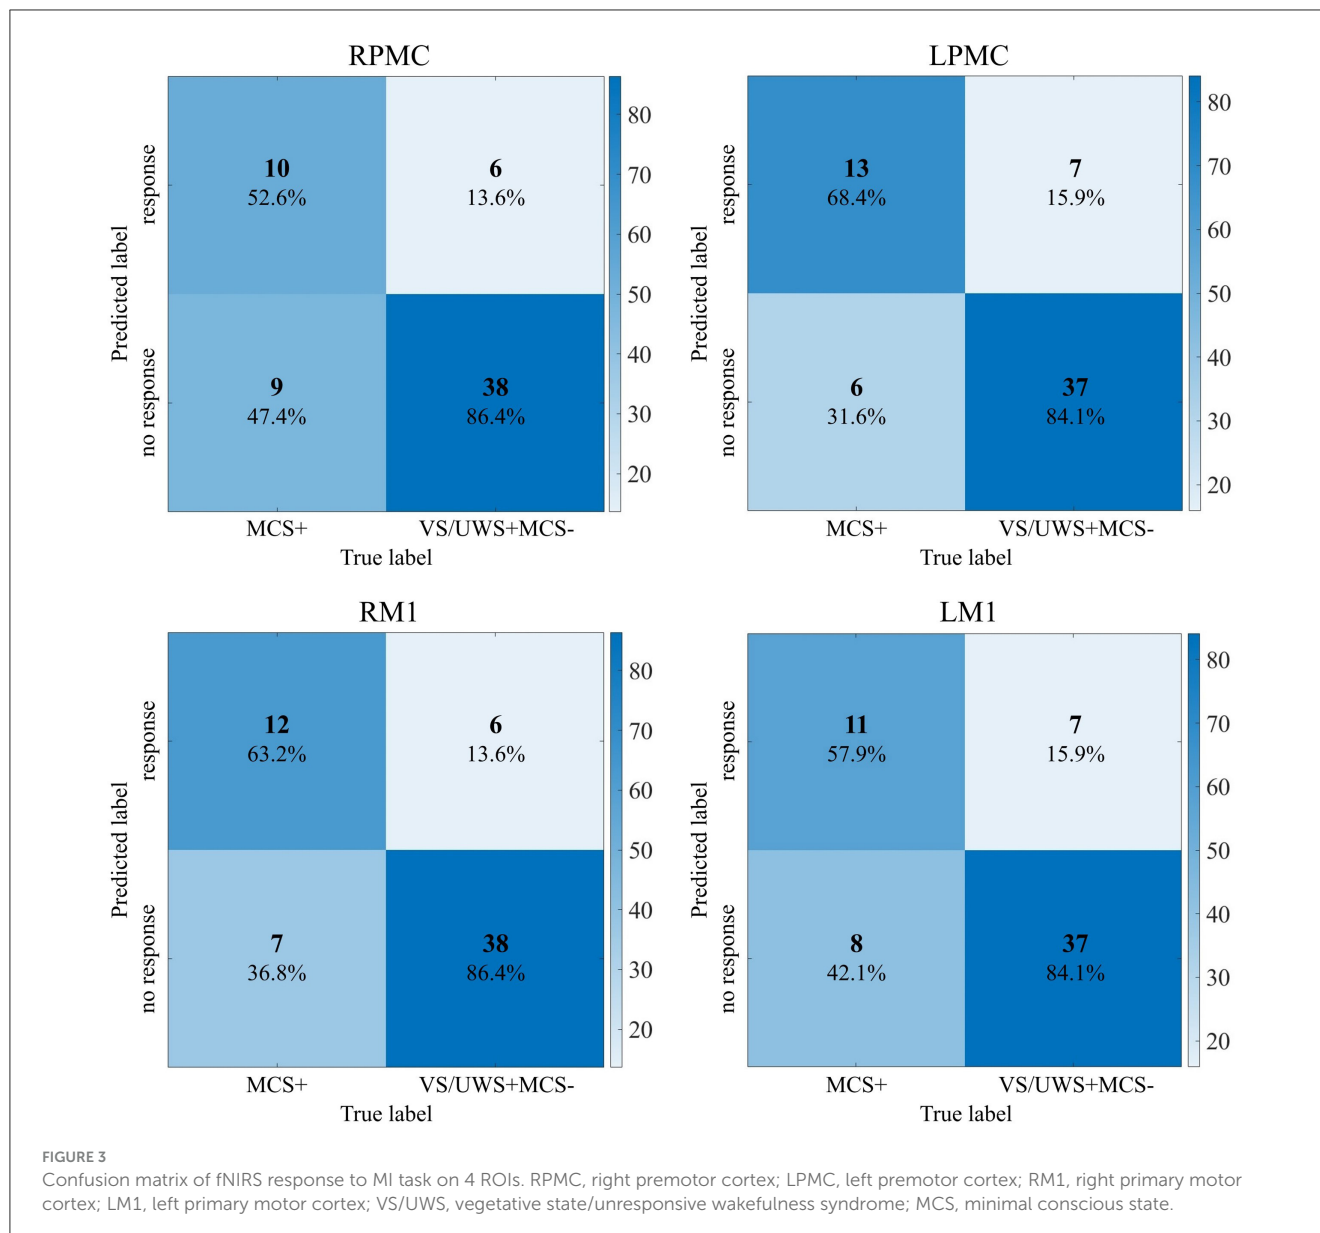 RPMC
Predicted label
response
no response
10
52.6%
6
13.6%
9
47.4%
38
86.4%
MCS+
VS/UWS+MCS-
True label
80
70
60
50
40
30
20
LPMC
Predicted label
response
no response
13
68.4%
7
15.9%
6
31.6%
37
84.1%
MCS+
VS/UWS+MCS-
True label
80
70
60
50
40
30
20
RM1
Predicted label
response
no response
12
63.2%
6
13.6%
7
36.8%
38
86.4%
MCS+
VS/UWS+MCS-
True label
80
70
60
50
40
30
20
LM1
Predicted label
response
no response
11
57.9%
7
15.9%
8
42.1%
37
84.1%
MCS+
VS/UWS+MCS-
True label
80
70
60
50
40
30
20
FIGURE 3
Confusion matrix of fNIRS response to MI task on 4 ROIs. RPMC, right premotor cortex; LPMC, left premotor cortex; RM1, right primary motor
cortex; LM1, left primary motor cortex; VS/UWS, vegetative state/unresponsive wakefulness syndrome; MCS, minimal conscious state.